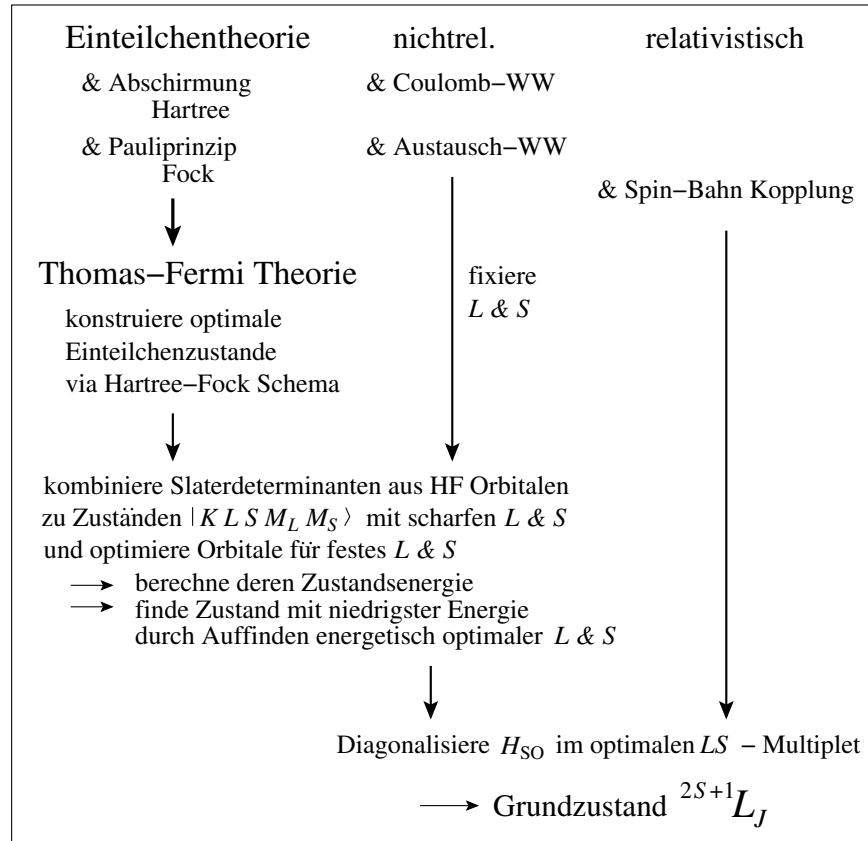 Einteilchentheorie nichtrel. relativistisch
& Abschirmung & Coulomb−WW
Hartree
& Pauliprinzip & Austausch−WW
Fock
& Spin−Bahn Kopplung
Thomas−Fermi Theorie
fixiere
L & S
konstruiere optimale
Einteilchenzustande
via Hartree−Fock Schema
kombiniere Slaterdeterminanten aus HF Orbitalen
zu Zuständen | K L S M_L M_S ⟩ mit scharfen L & S
und optimiere Orbitale für festes L & S
berechne deren Zustandsenergie
finde Zustand mit niedrigster Energie
durch Auffinden energetisch optimaler L & S
Diagonalisiere H_SO im optimalen LS − Multiplet
Grundzustand ^{2S+1}L_J